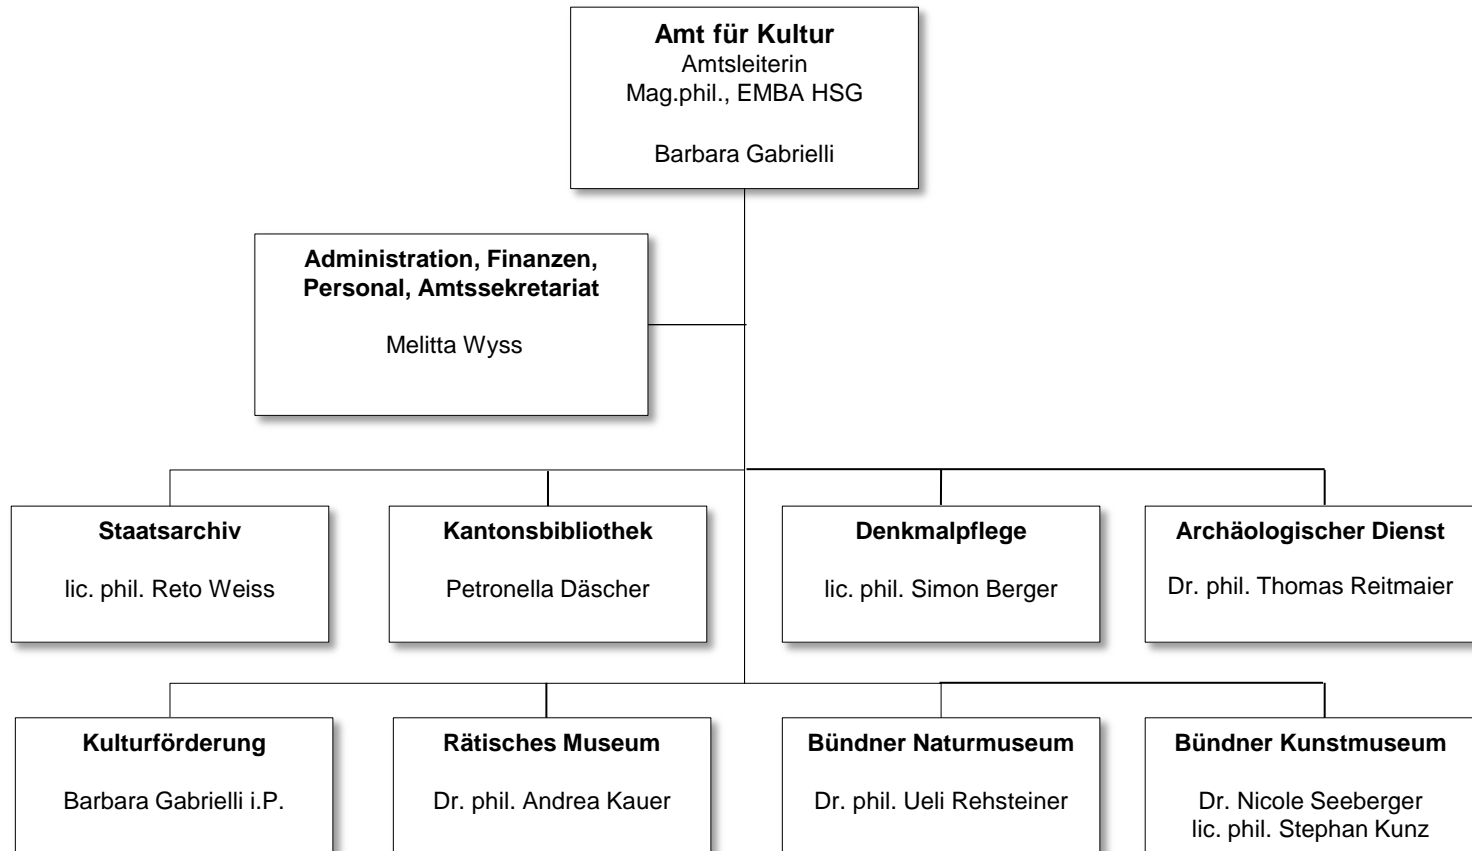 Amt für Kultur
Amtsleiterin
Mag.phil., EMBA HSG
Barbara Gabrielli
Administration, Finanzen,
Personal, Amtssekretariat
Melitta Wyss
Staatsarchiv
lic. phil. Reto Weiss
Kantonsbibliothek
Petronella Däscher
Denkmalpflege
lic. phil. Simon Berger
Archäologischer Dienst
Dr. phil. Thomas Reitmaier
Kulturförderung
Barbara Gabrielli i.P.
Rätisches Museum
Dr. phil. Andrea Kauer
Bündner Naturmuseum
Dr. phil. Ueli Rehsteiner
Bündner Kunstmuseum
Dr. Nicole Seeberger
lic. phil. Stephan Kunz